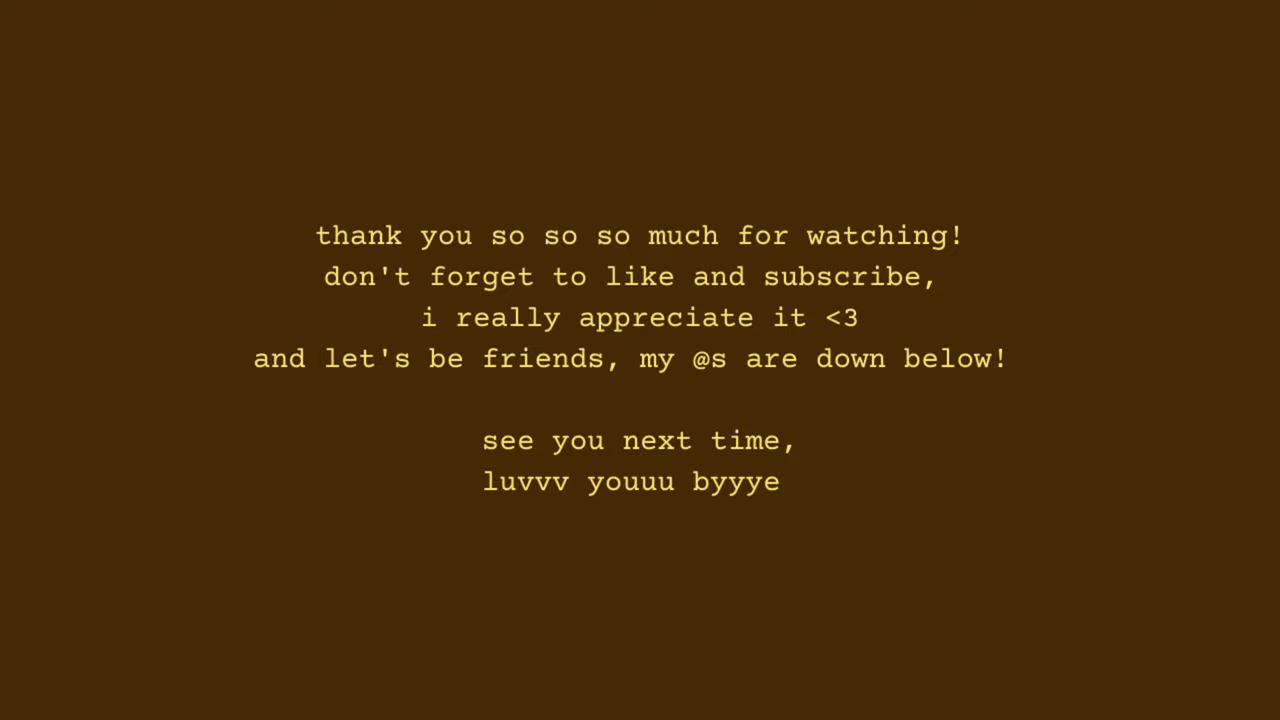 thank you so so so much for watching!
don't forget to like and subscribe,
i really appreciate it <3
and let's be friends, my @s are down below!
see you next time,
luvvv youuu byyye